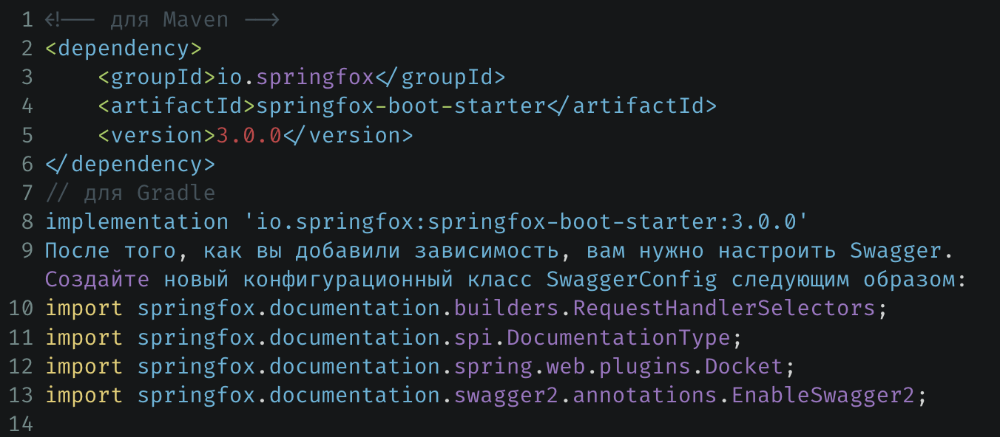 1 <!-- для Maven -->
2 <dependency>
3     <groupId>io.springfox</groupId>
4     <artifactId>springfox-boot-starter</artifactId>
5     <version>3.0.0</version>
6 </dependency>
7 // для Gradle
8 implementation 'io.springfox:springfox-boot-starter:3.0.0'
9 После того, как вы добавили зависимость, вам нужно настроить Swagger.
Создайте новый конфигурационный класс SwaggerConfig следующим образом:
10 import springfox.documentation.builders.RequestHandlerSelectors;
11 import springfox.documentation.spi.DocumentationType;
12 import springfox.documentation.spring.web.plugins.Docket;
13 import springfox.documentation.swagger2.annotations.EnableSwagger2;
14